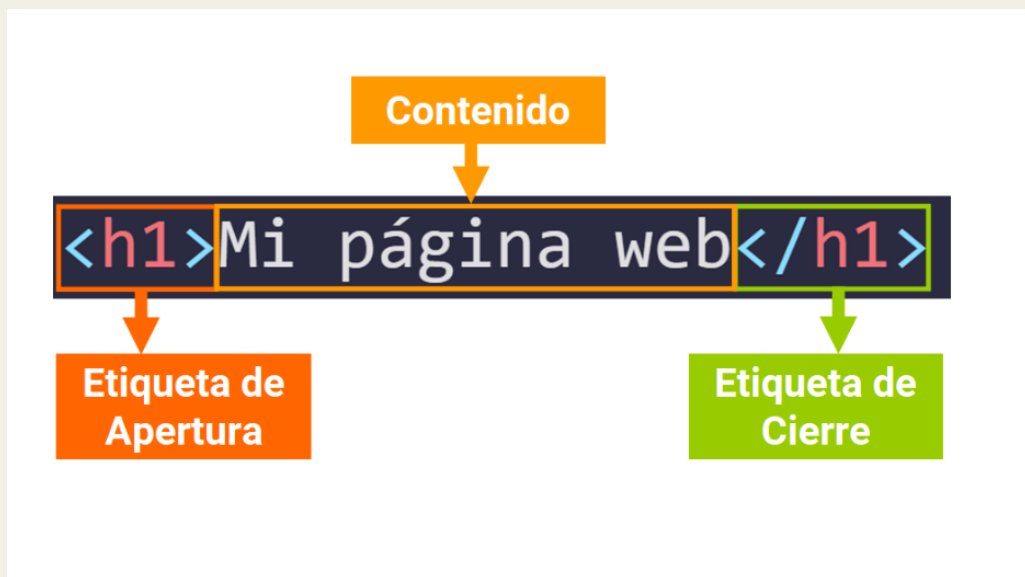 Contenido
<h1>Mi página web</h1>
Etiqueta de
Apertura
Etiqueta de
Cierre